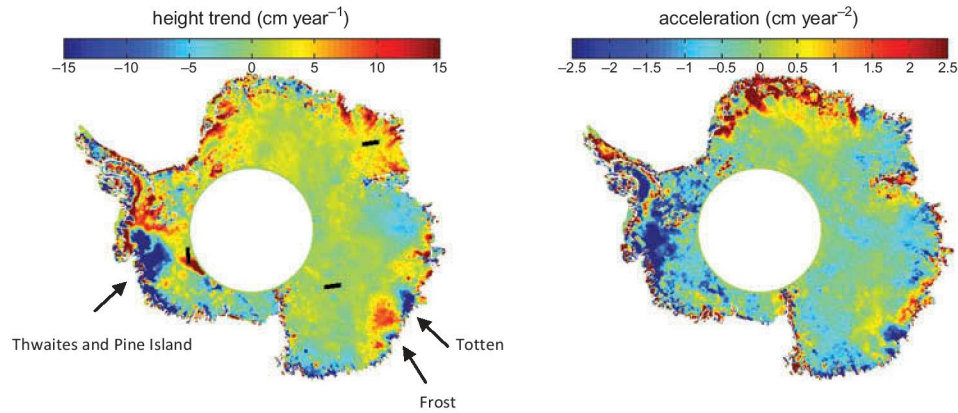 height trend (cm year⁻¹)
−15 −10 −5 0 5 10 15
acceleration (cm year⁻²)
−2.5 −2 −1.5 −1 −0.5 0 0.5 1 1.5 2 2.5
Thwaites and Pine Island
Totten
Frost